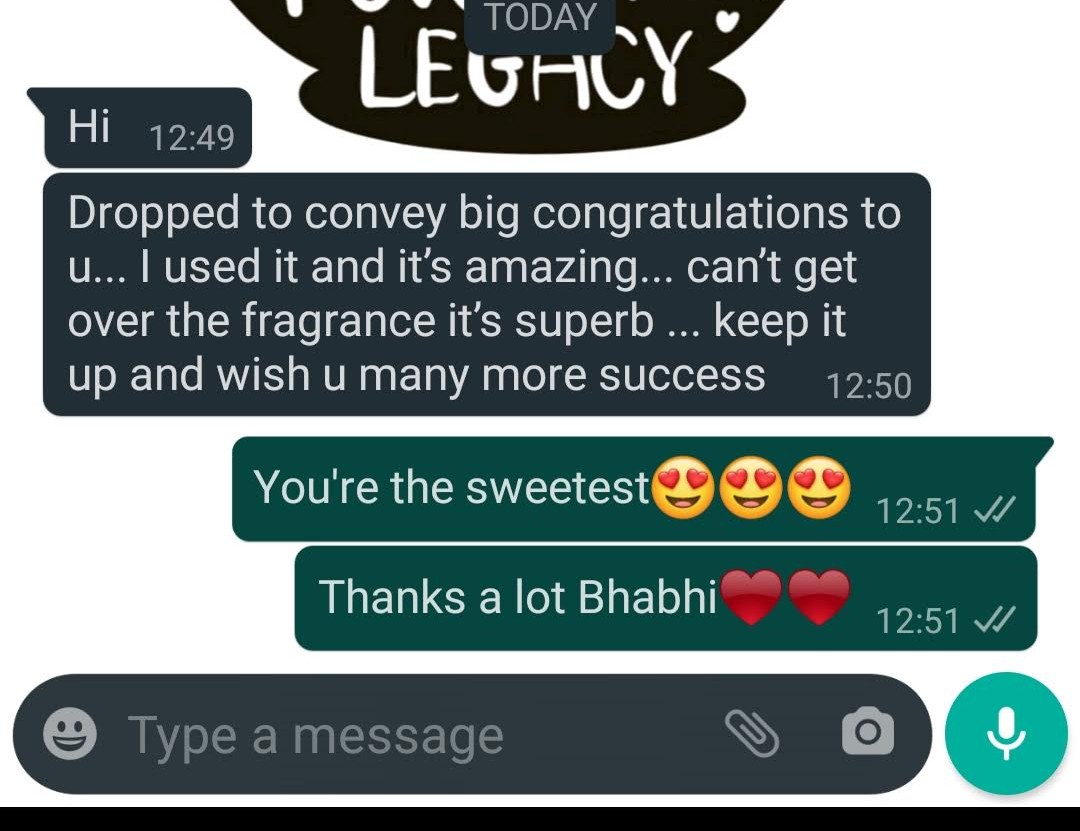 TODAY
LEGACY
Hi 12:49
Dropped to convey big congratulations to
u... I used it and it's amazing... can't get
over the fragrance it's superb ... keep it
up and wish u many more success 12:50
You're the sweetest😍😍😍 12:51
Thanks a lot Bhabhi♥️♥️ 12:51
Type a message